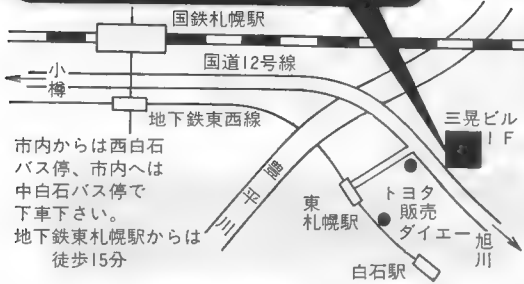 国鉄札幌駅
国道12号線
小樽
地下鉄東西線
三晃ビル
1F
市内からは西白石
バス停、市内へは
中白石バス停で
下車下さい。
地下鉄東札幌駅からは
徒歩15分
豊平川
東
札幌駅
トヨタ
販売
ダイエー
旭川
白石駅